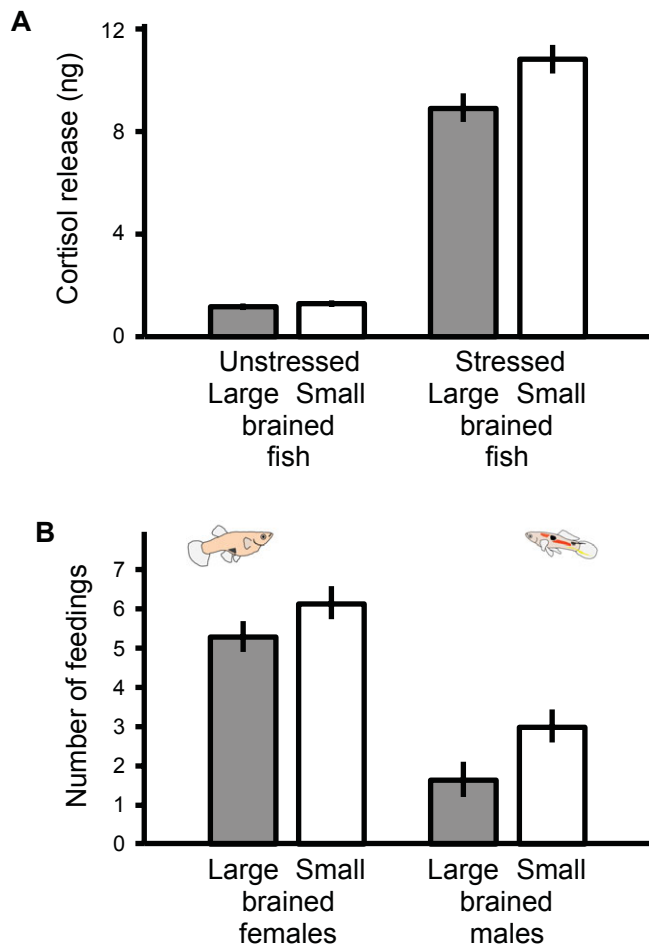 A
Cortisol release (ng)
12
8
4
0
Unstressed Stressed
Large Small Large Small
brained brained
fish fish
B
Number of feedings
7
6
5
4
3
2
1
0
Large Small Large Small
brained brained
females males